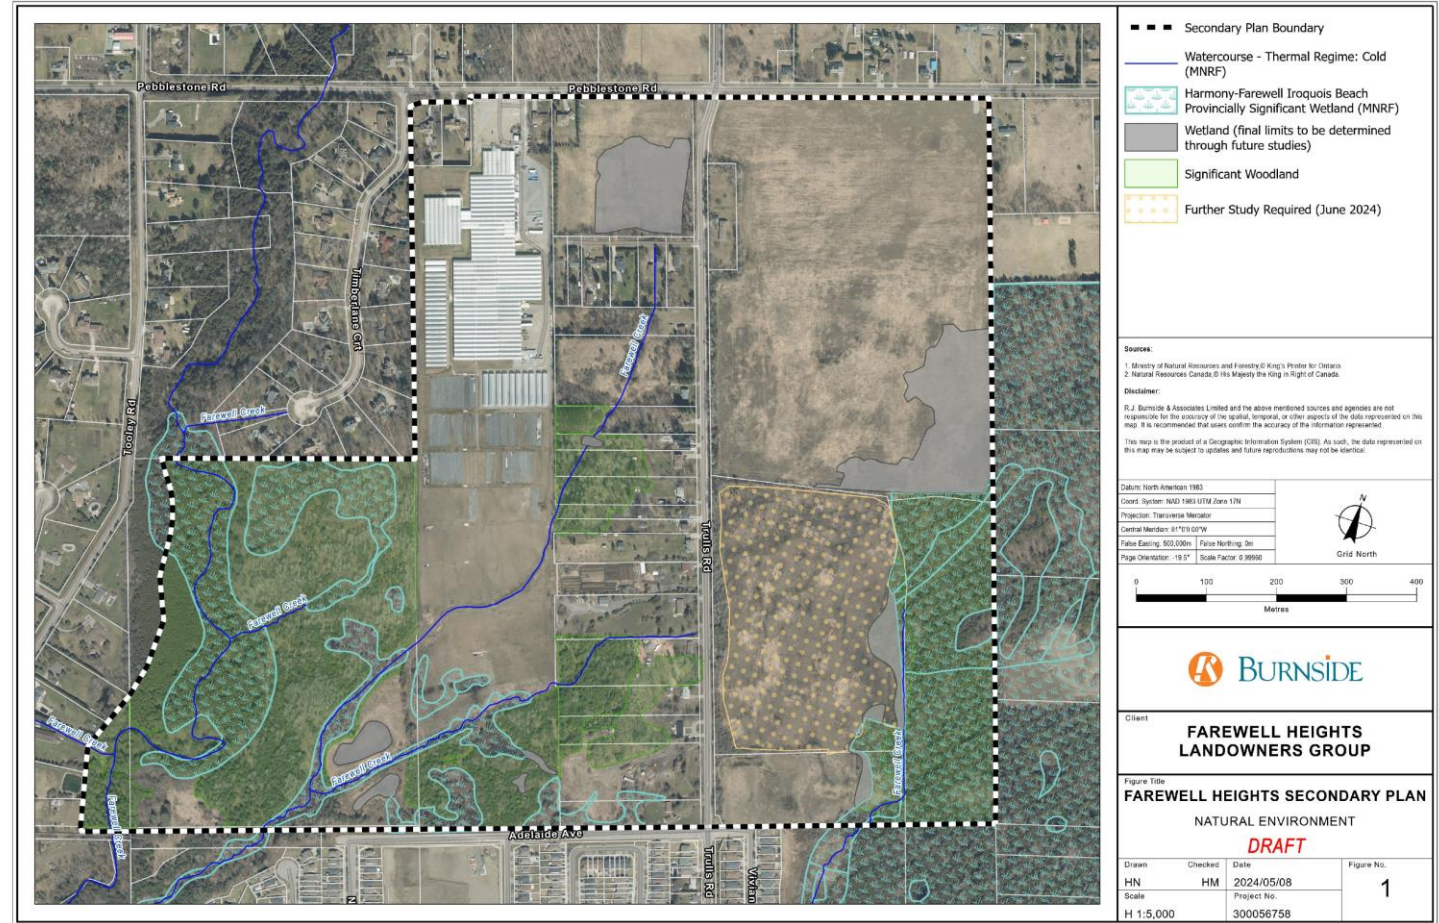 Pebblestone Rd
Pebblestone Rd
Timberlane Crt
Tooley Rd
Farewell Creek
Farewell Creek
Trulls Rd
Farewell Creek
Farewell Creek
Farewell Creek
Farewell Creek
Farewell Creek
Adelaide Ave
Trulls Rd
Vivian
N
Secondary Plan Boundary
Watercourse - Thermal Regime: Cold
(MNRF)
Harmony-Farewell Iroquois Beach
Provincially Significant Wetland (MNRF)
Wetland (final limits to be determined
through future studies)
Significant Woodland
Further Study Required (June 2024)
Sources:
1. Ministry of Natural Resources and Forestry,© King's Printer for Ontario.
2. Natural Resources Canada,© His Majesty the King in Right of Canada.
Disclaimer:
R.J. Burnside & Associates Limited and the above mentioned sources and agencies are not
responsible for the accuracy of the spatial, temporal, or other aspects of the data represented on this
map. It is recommended that users confirm the accuracy of the information represented.
This map is the product of a Geographic Information System (GIS). As such, the data represented on
this map may be subject to updates and future reproductions may not be identical.
Datum: North American 1983
Coord. System: NAD 1983 UTM Zone 17N
Projection: Transverse Mercator
Central Meridian: 81°0'0.00"W
False Easting: 500,000m False Northing: 0m
Page Orientation: -19.5° Scale Factor: 0.99960
N
Grid North
0 100 200 300 400
Metres
BURNSIDE
Client
FAREWELL HEIGHTS
LANDOWNERS GROUP
Figure Title
FAREWELL HEIGHTS SECONDARY PLAN
NATURAL ENVIRONMENT
DRAFT
Drawn Checked Date Figure No.
HN HM 2024/05/08
1
Scale Project No.
H 1:5,000 300056758